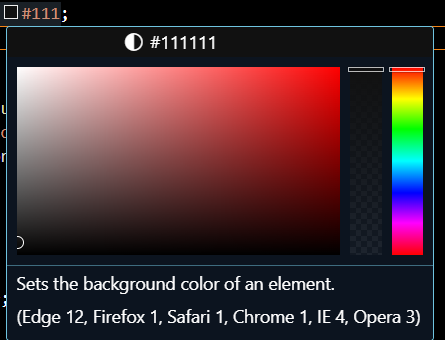 #111;
#111111
Sets the background color of an element.
(Edge 12, Firefox 1, Safari 1, Chrome 1, IE 4, Opera 3)